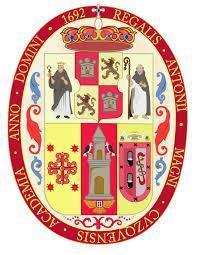 ACADEMIA ANNO DOMINI 1692 REGALIS ANTONII MAGNI CVZQVENSIS